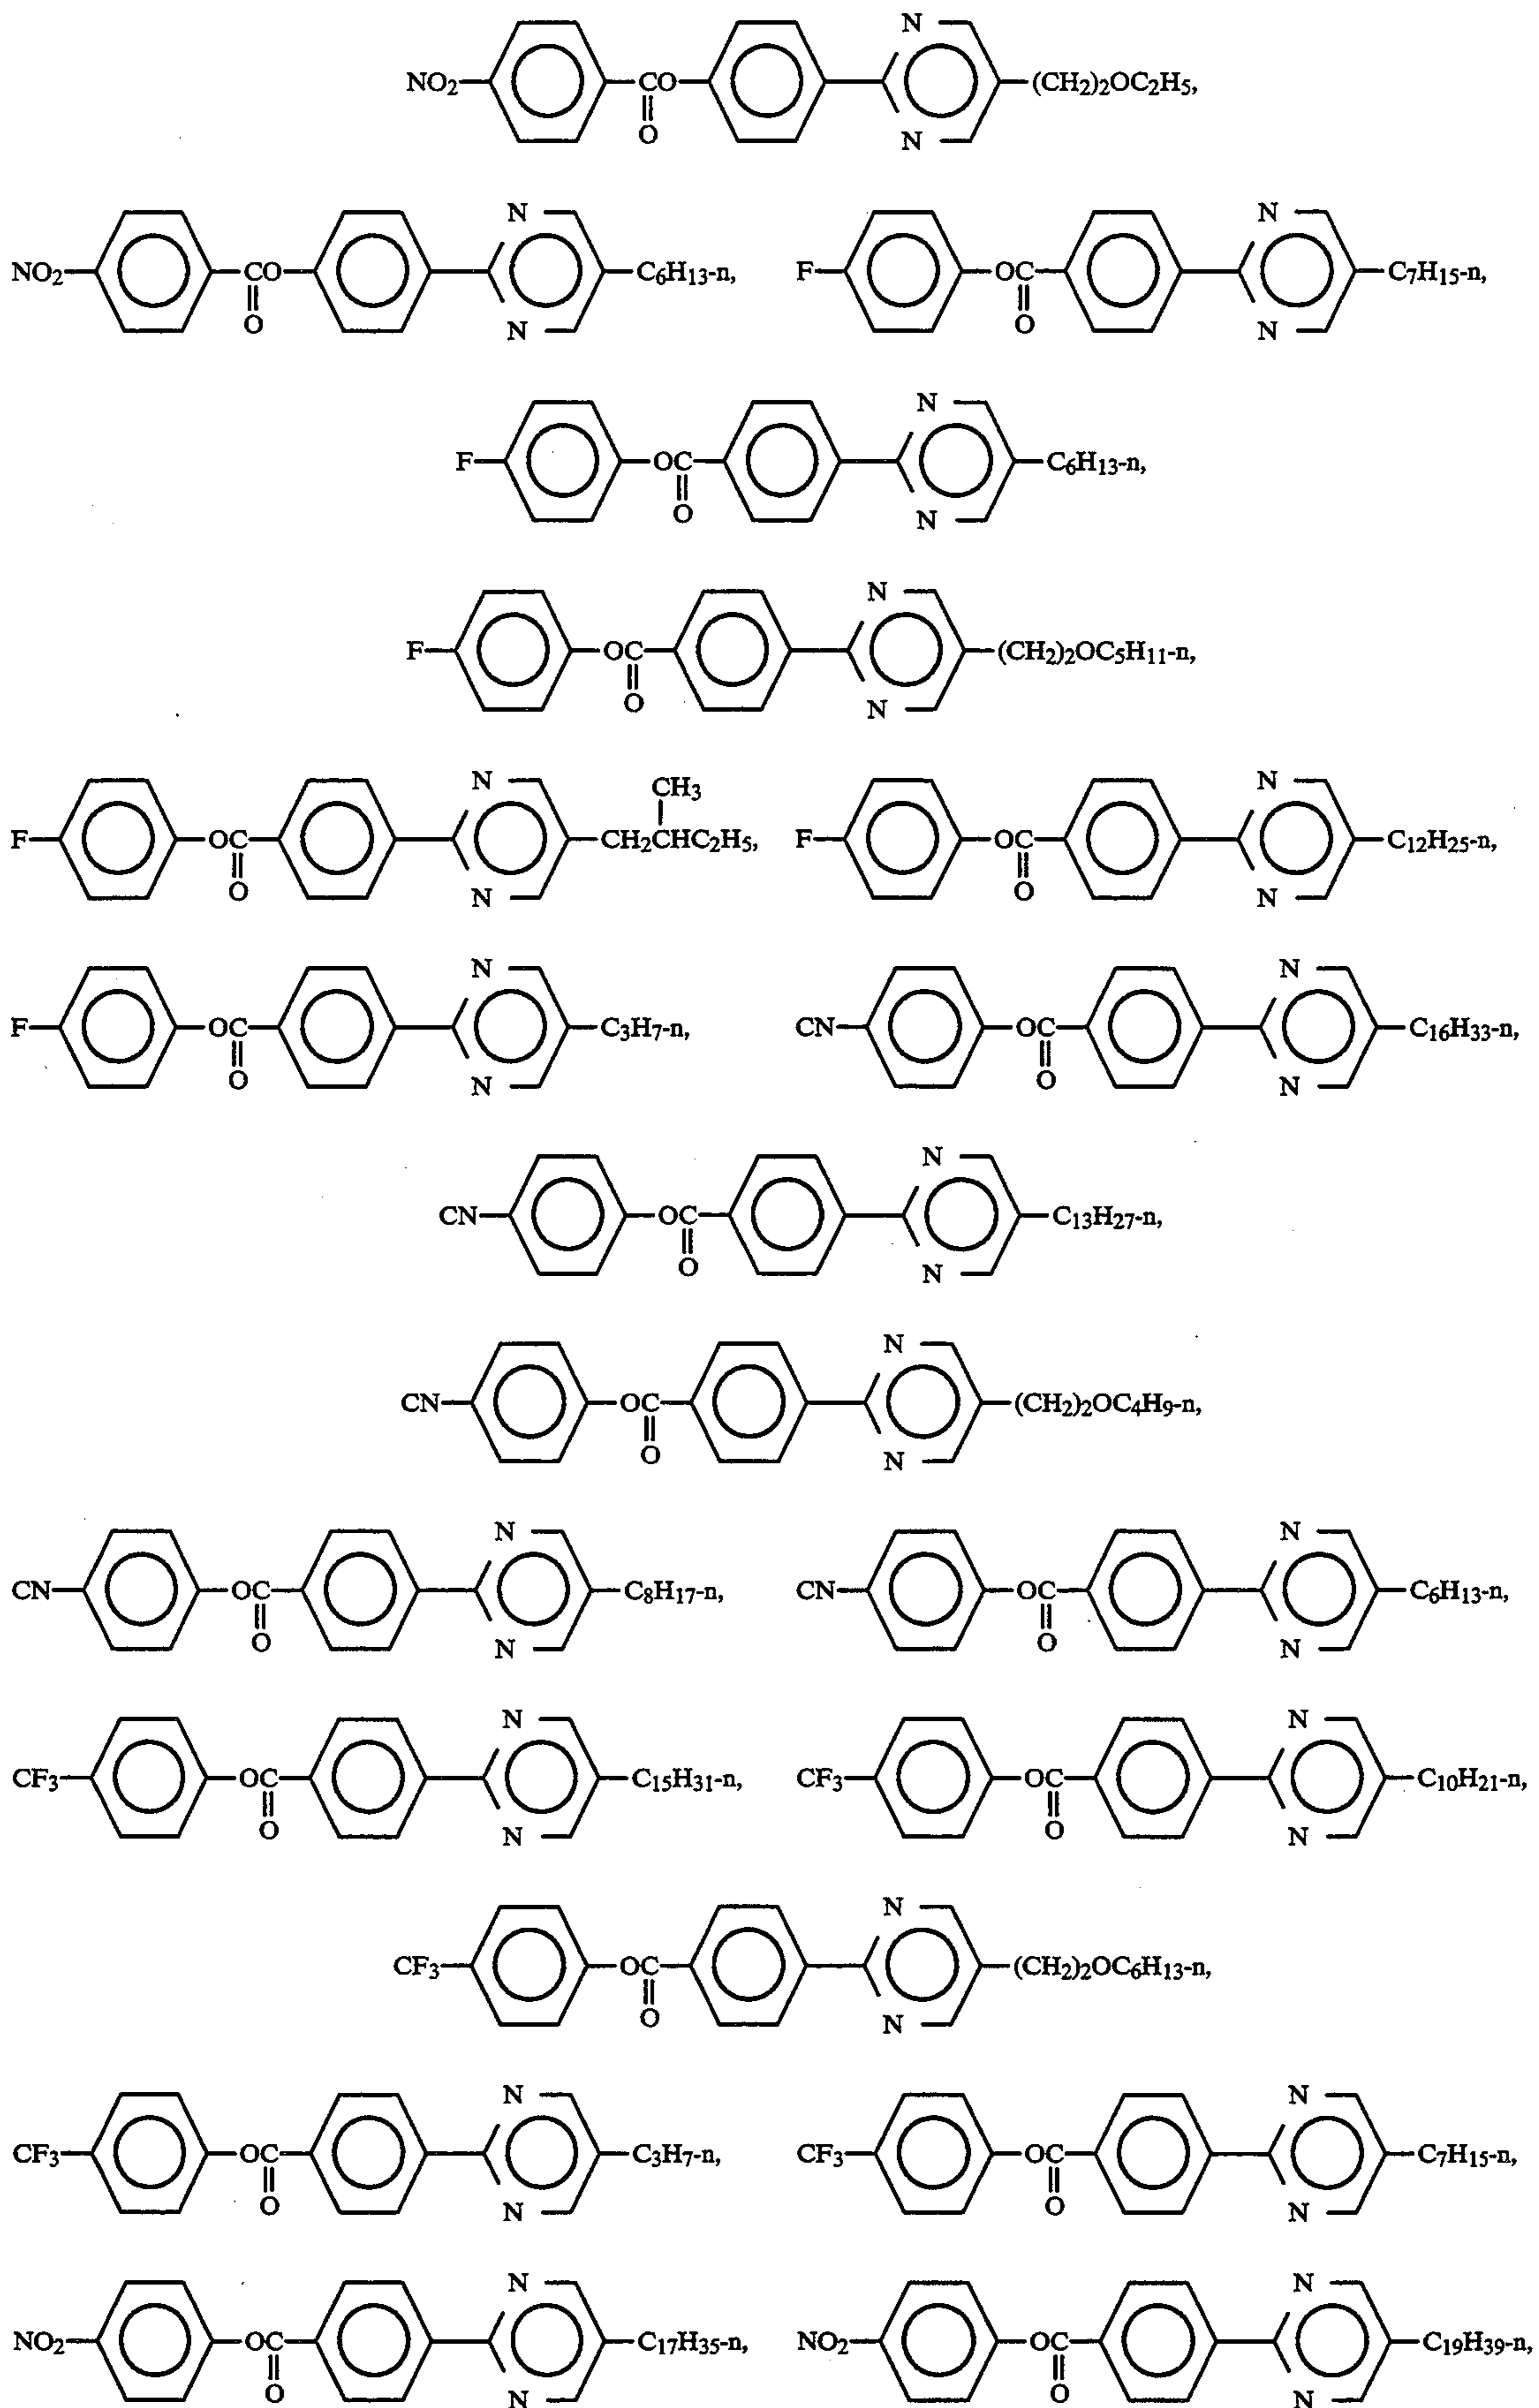 N
NO2 CO (CH2)2OC2H5,
O N
N N
NO2 CO C6H13-n, F OC C7H15-n,
O N O N
N
F OC C6H13-n,
O N
N
F OC (CH2)2OC5H11-n,
O N
N CH3 N
F OC CH2CHC2H5, F OC C12H25-n,
O N O N
N N
F OC C3H7-n, CN OC C16H33-n,
O N O N
N
CN OC C13H27-n,
O N
N
CN OC (CH2)2OC4H9-n,
O N
N N
CN OC C8H17-n, CN OC C6H13-n,
O N O N
N N
CF3 OC C15H31-n, CF3 OC C10H21-n,
O N O N
N
CF3 OC (CH2)2OC6H13-n,
O N
N N
CF3 OC C3H7-n, CF3 OC C7H15-n,
O N O N
N N
NO2 OC C17H35-n, NO2 OC C19H39-n,
O N O N